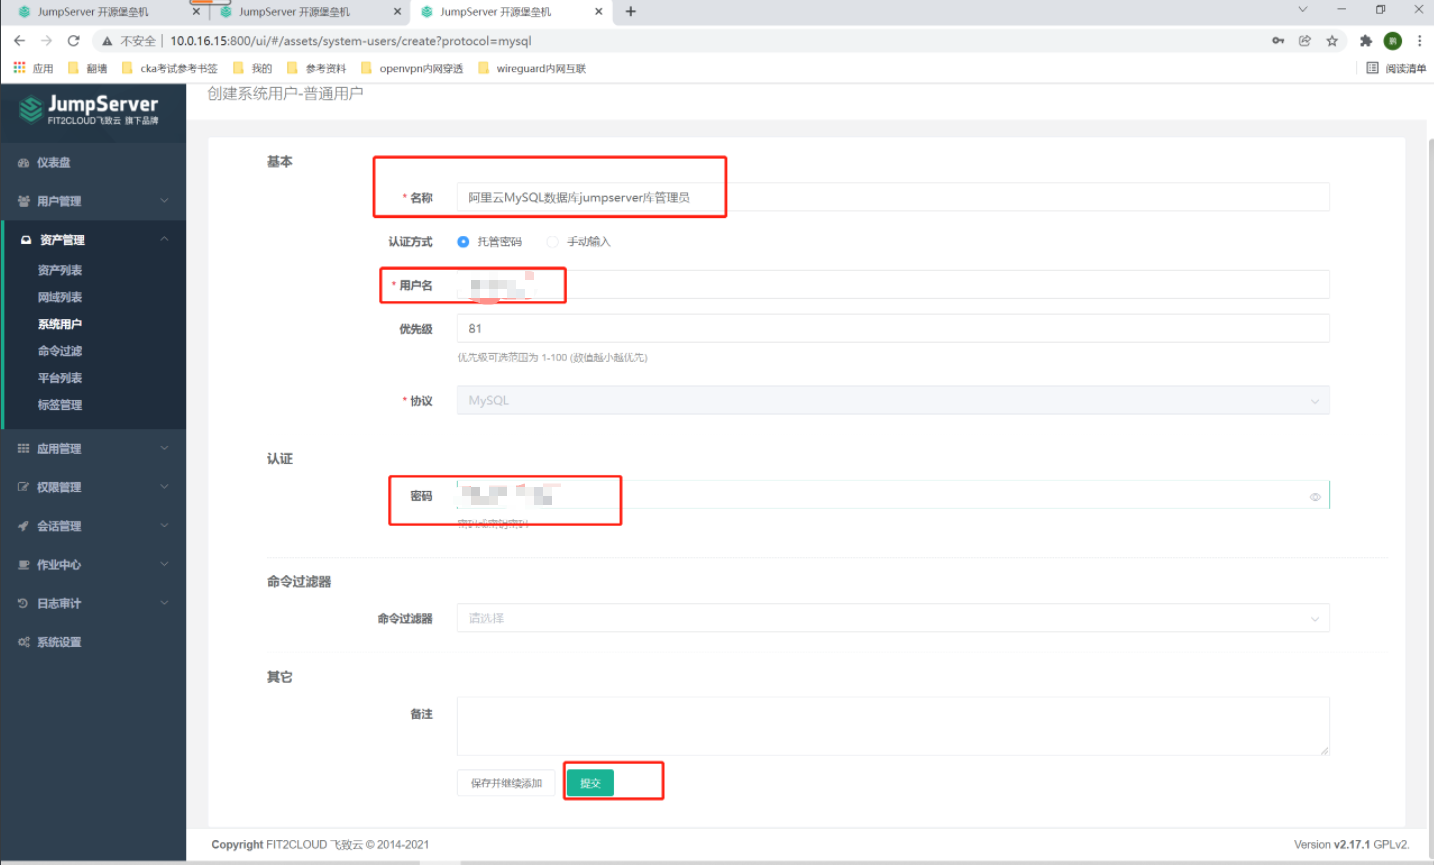 JumpServer 开源堡垒机
JumpServer 开源堡垒机
JumpServer 开源堡垒机
不安全
10.0.16.15:800/ui/#/assets/system-users/create?protocol=mysql
应用
翻墙
cka考试参考书签
我的
参考资料
openvpn内网穿透
wireguard内网互联
阅读清单
JumpServer
FIT2CLOUD飞致云 旗下品牌
仪表盘
用户管理
资产管理
资产列表
网域列表
系统用户
命令过滤
平台列表
标签管理
应用管理
权限管理
会话管理
作业中心
日志审计
系统设置
创建系统用户-普通用户
基本
* 名称
阿里云MySQL数据库jumpserver库管理员
认证方式
托管密码
手动输入
* 用户名
优先级
81
优先级可选范围为 1-100 (数值越小越优先)
* 协议
MySQL
认证
密码
命令过滤器
命令过滤器
请选择
其它
备注
保存并继续添加
提交
Copyright FIT2CLOUD 飞致云 © 2014-2021
Version v2.17.1 GPLv2.